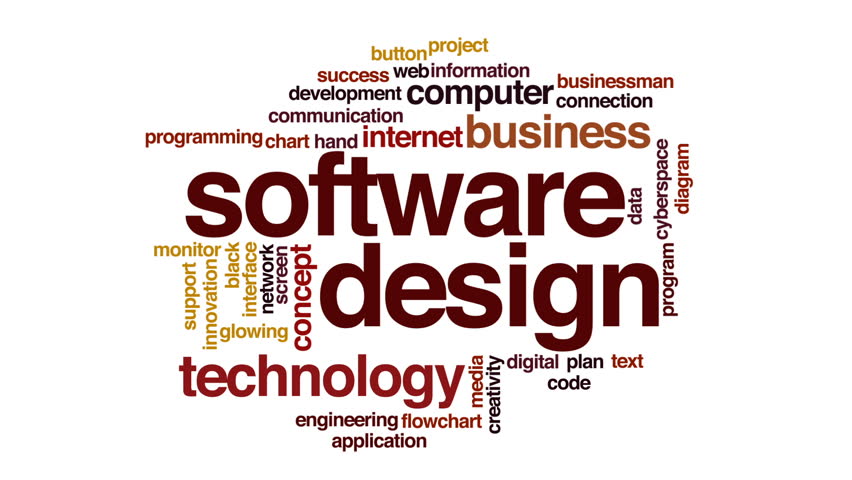 button project
success web information
development computer businessman
connection
communication
programming chart hand internet business
software
data
cyberspace
diagram
design
program
monitor
support
innovation
black
interface
network
screen
concept
glowing
technology
media
creativity
digital plan text
code
engineering flowchart
application